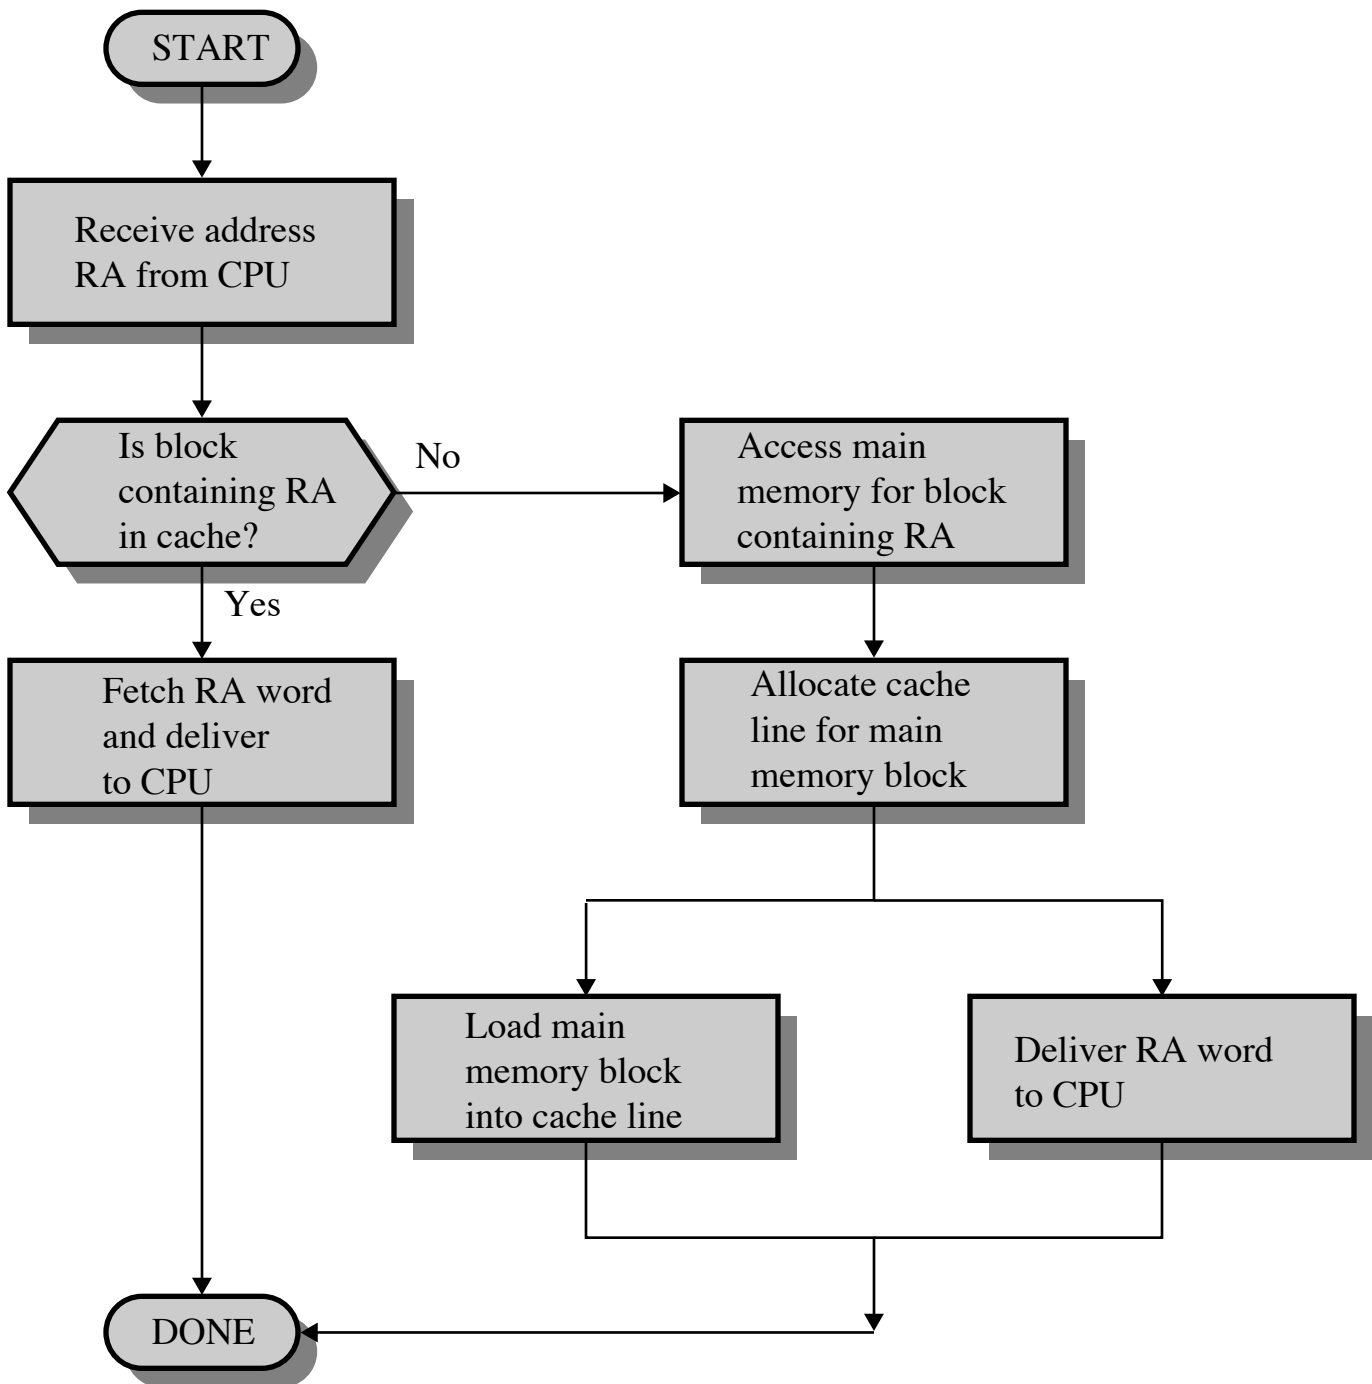 START
Receive address
RA from CPU
Is block
containing RA
in cache?
No
Access main
memory for block
containing RA
Yes
Fetch RA word
and deliver
to CPU
Allocate cache
line for main
memory block
Load main
memory block
into cache line
Deliver RA word
to CPU
DONE